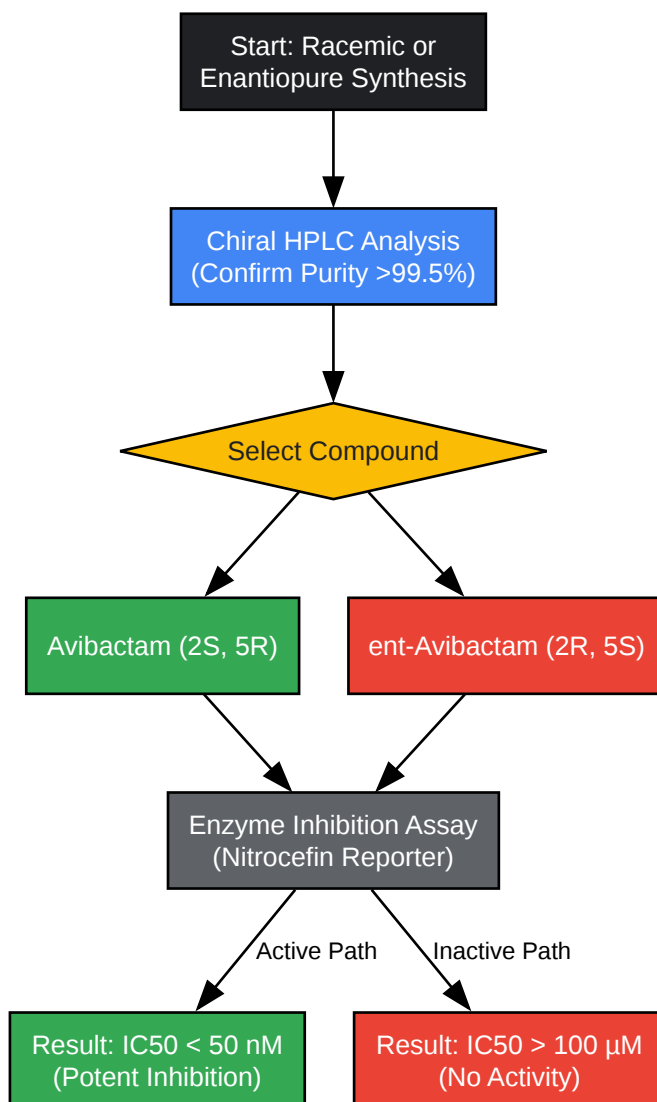 Start: Racemic or
Enantiopure Synthesis
Chiral HPLC Analysis
(Confirm Purity >99.5%)
Select Compound
Avibactam (2S, 5R)
ent-Avibactam (2R, 5S)
Enzyme Inhibition Assay
(Nitrocefin Reporter)
Active Path
Inactive Path
Result: IC50 < 50 nM
(Potent Inhibition)
Result: IC50 > 100 µM
(No Activity)